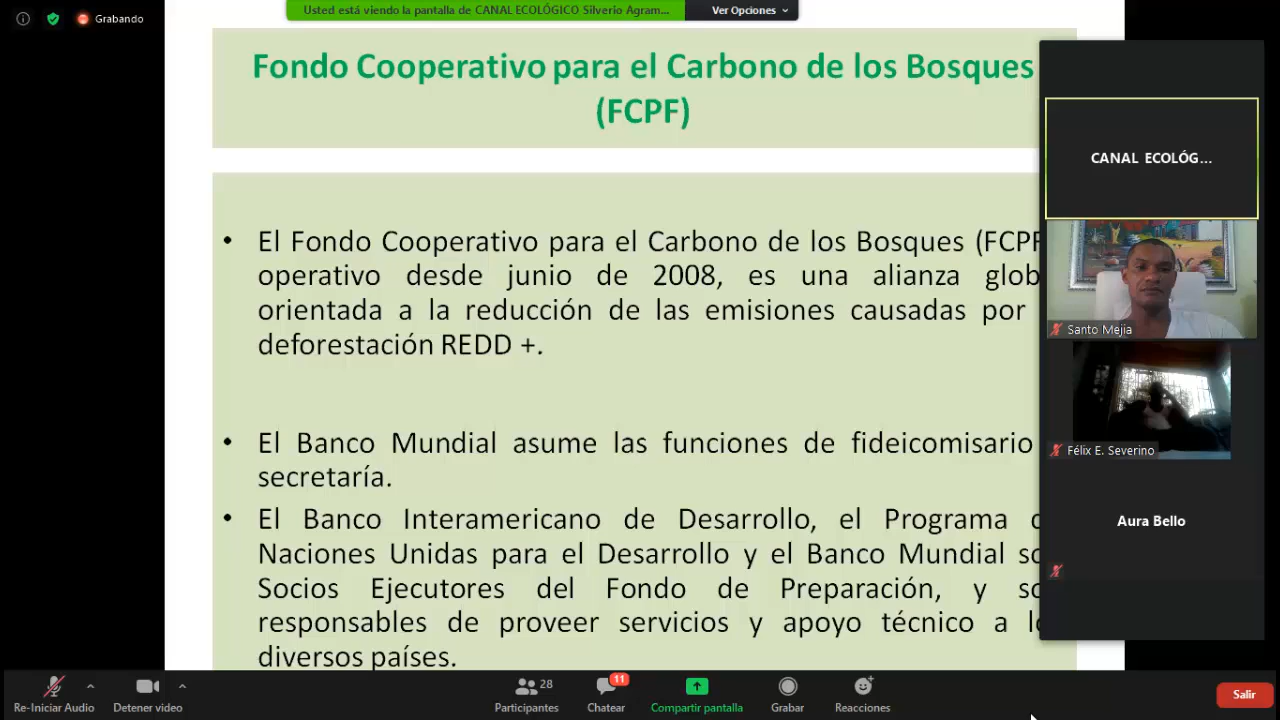 Grabando
Usted está viendo la pantalla de CANAL ECOLÓGICO Silverio Agram...
Ver Opciones
Fondo Cooperativo para el Carbono de los Bosques
(FCPF)
• El Fondo Cooperativo para el Carbono de los Bosques (FCPF
operativo desde junio de 2008, es una alianza glob
orientada a la reducción de las emisiones causadas por
deforestación REDD +.
• El Banco Mundial asume las funciones de fideicomisario
secretaría.
• El Banco Interamericano de Desarrollo, el Programa d
Naciones Unidas para el Desarrollo y el Banco Mundial so
Socios Ejecutores del Fondo de Preparación, y so
responsables de proveer servicios y apoyo técnico a lo
diversos países.
CANAL ECOLÓG...
Santo Mejia
Félix E. Severino
Aura Bello
Re-Iniciar Audio
Detener video
28
Participantes
11
Chatear
Compartir pantalla
Grabar
Reacciones
Salir